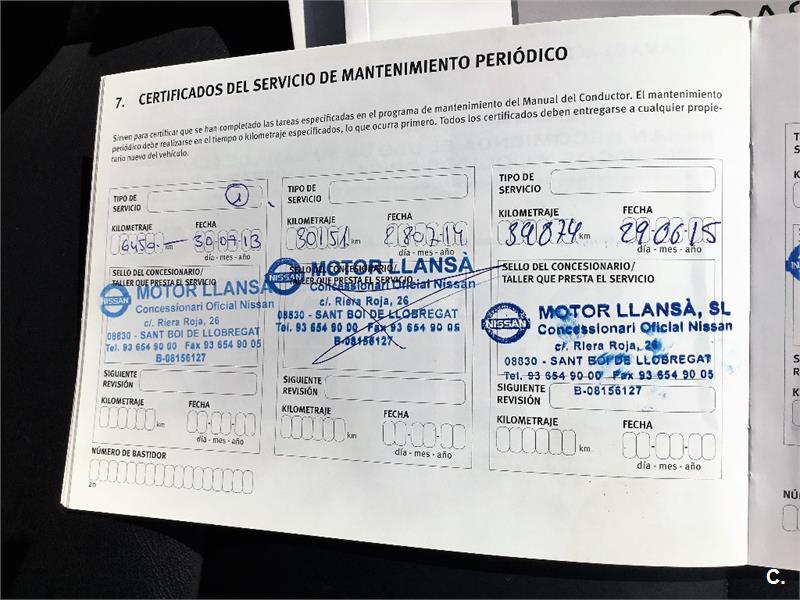 7. CERTIFICADOS DEL SERVICIO DE MANTENIMIENTO PERIÓDICO
Sirven para certificar que se han completado las tareas especificadas en el programa de mantenimiento del Manual del Conductor. El mantenimiento
periódico debe realizarse en el tiempo o kilometraje especificados, lo que ocurra primero. Todos los certificados deben entregarse a cualquier propie-
tario nuevo del vehículo.
TIPO DE
SERVICIO
1
KILOMETRAJE FECHA
6450 km 30-07-13
día - mes - año
SELLO DEL CONCESIONARIO/
TALLER QUE PRESTA EL SERVICIO
NISSAN
MOTOR LLANSÀ
Concessionari Oficial Nissan
c/. Riera Roja, 26
08830 - SANT BOI DE LLOBREGAT
Tel. 93 654 90 00 Fax 93 654
B-08156127
SIGUIENTE
REVISIÓN
KILOMETRAJE FECHA
km
día - mes - año
NÚMERO DE BASTIDOR
20
TIPO DE
SERVICIO
KILOMETRAJE FECHA
30151 km 280714
día - mes - año
SELLO DEL CONCESIONARIO/
TALLER QUE PRESTA EL SERVICIO
NISSAN
MOTOR LLANSÀ
Concessionari Oficial Nissan
c/. Riera Roja, 26
08830 - SANT BOI DE LLOBREGAT
Tel. 93 654 90 00 Fax 93 654 90 05
B-08156127
SIGUIENTE
REVISIÓN
KILOMETRAJE FECHA
km
día - mes - año
TIPO DE
SERVICIO
KILOMETRAJE FECHA
km 290615
día - mes - año
SELLO DEL CONCESIONARIO/
TALLER QUE PRESTA EL SERVICIO
NISSAN
MOTOR LLANSÀ, SL
Concessionari Oficial Nissan
c/. Riera Roja, 26
08830 - SANT BOI DE LLOBREGAT
Tel. 93 654 90 00 Fax 93 654 90 05
B-08156127
SIGUIENTE
REVISIÓN
KILOMETRAJE FECHA
km
día - mes - año
C.